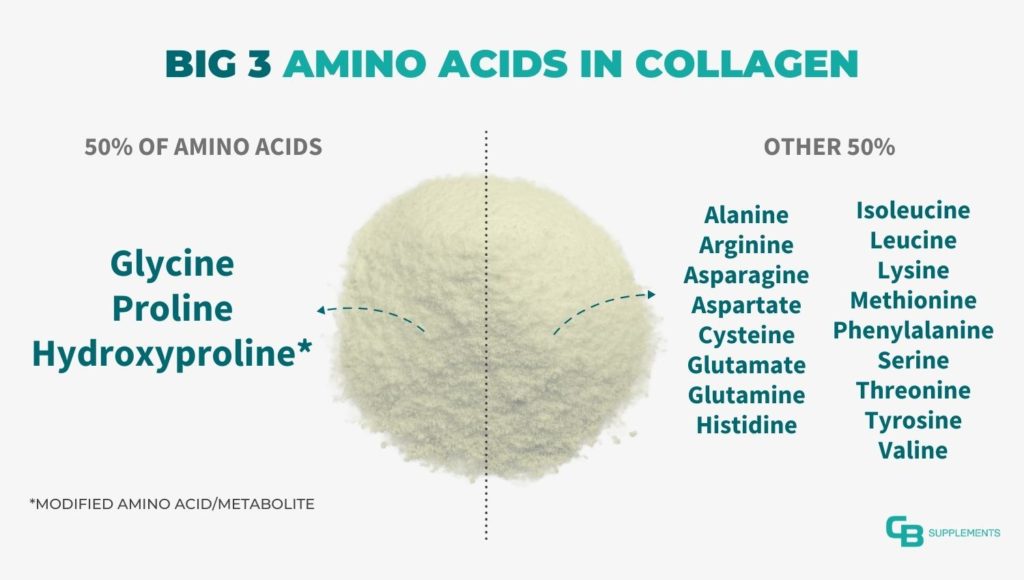 BIG 3 AMINO ACIDS IN COLLAGEN
50% OF AMINO ACIDS
Glycine
Proline
Hydroxyproline*
*MODIFIED AMINO ACID/METABOLITE
OTHER 50%
Alanine
Arginine
Asparagine
Aspartate
Cysteine
Glutamate
Glutamine
Histidine
Isoleucine
Leucine
Lysine
Methionine
Phenylalanine
Serine
Threonine
Tyrosine
Valine
CB SUPPLEMENTS